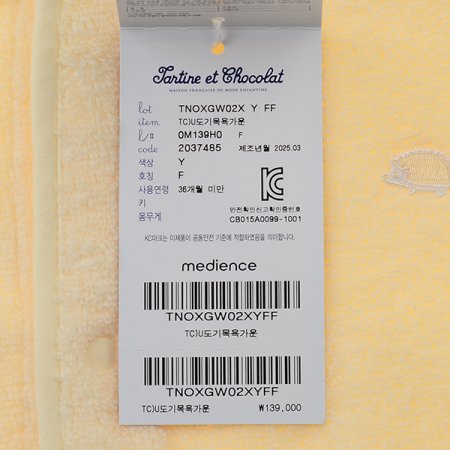 Tartine et Chocolat
MAISON FRANÇAISE DE MODE ENFANTINE
lot TNOXGW02X Y FF
item TC)U도기목욕가운
l/# 0M139H0 F
code 2037485 제조년월 2025.03
색상 Y
호칭 F
사용연령 36개월 미만
키
몸무게
안전확인신고확인증번호
CB015A0099-1001
KC마크는 이제품이 공통안전 기준에 적합하였음을 의미합니다.
medience
TNOXGW02XYFF
TC)U도기목욕가운
TNOXGW02XYFF
TC)U도기목욕가운 ₩139,000